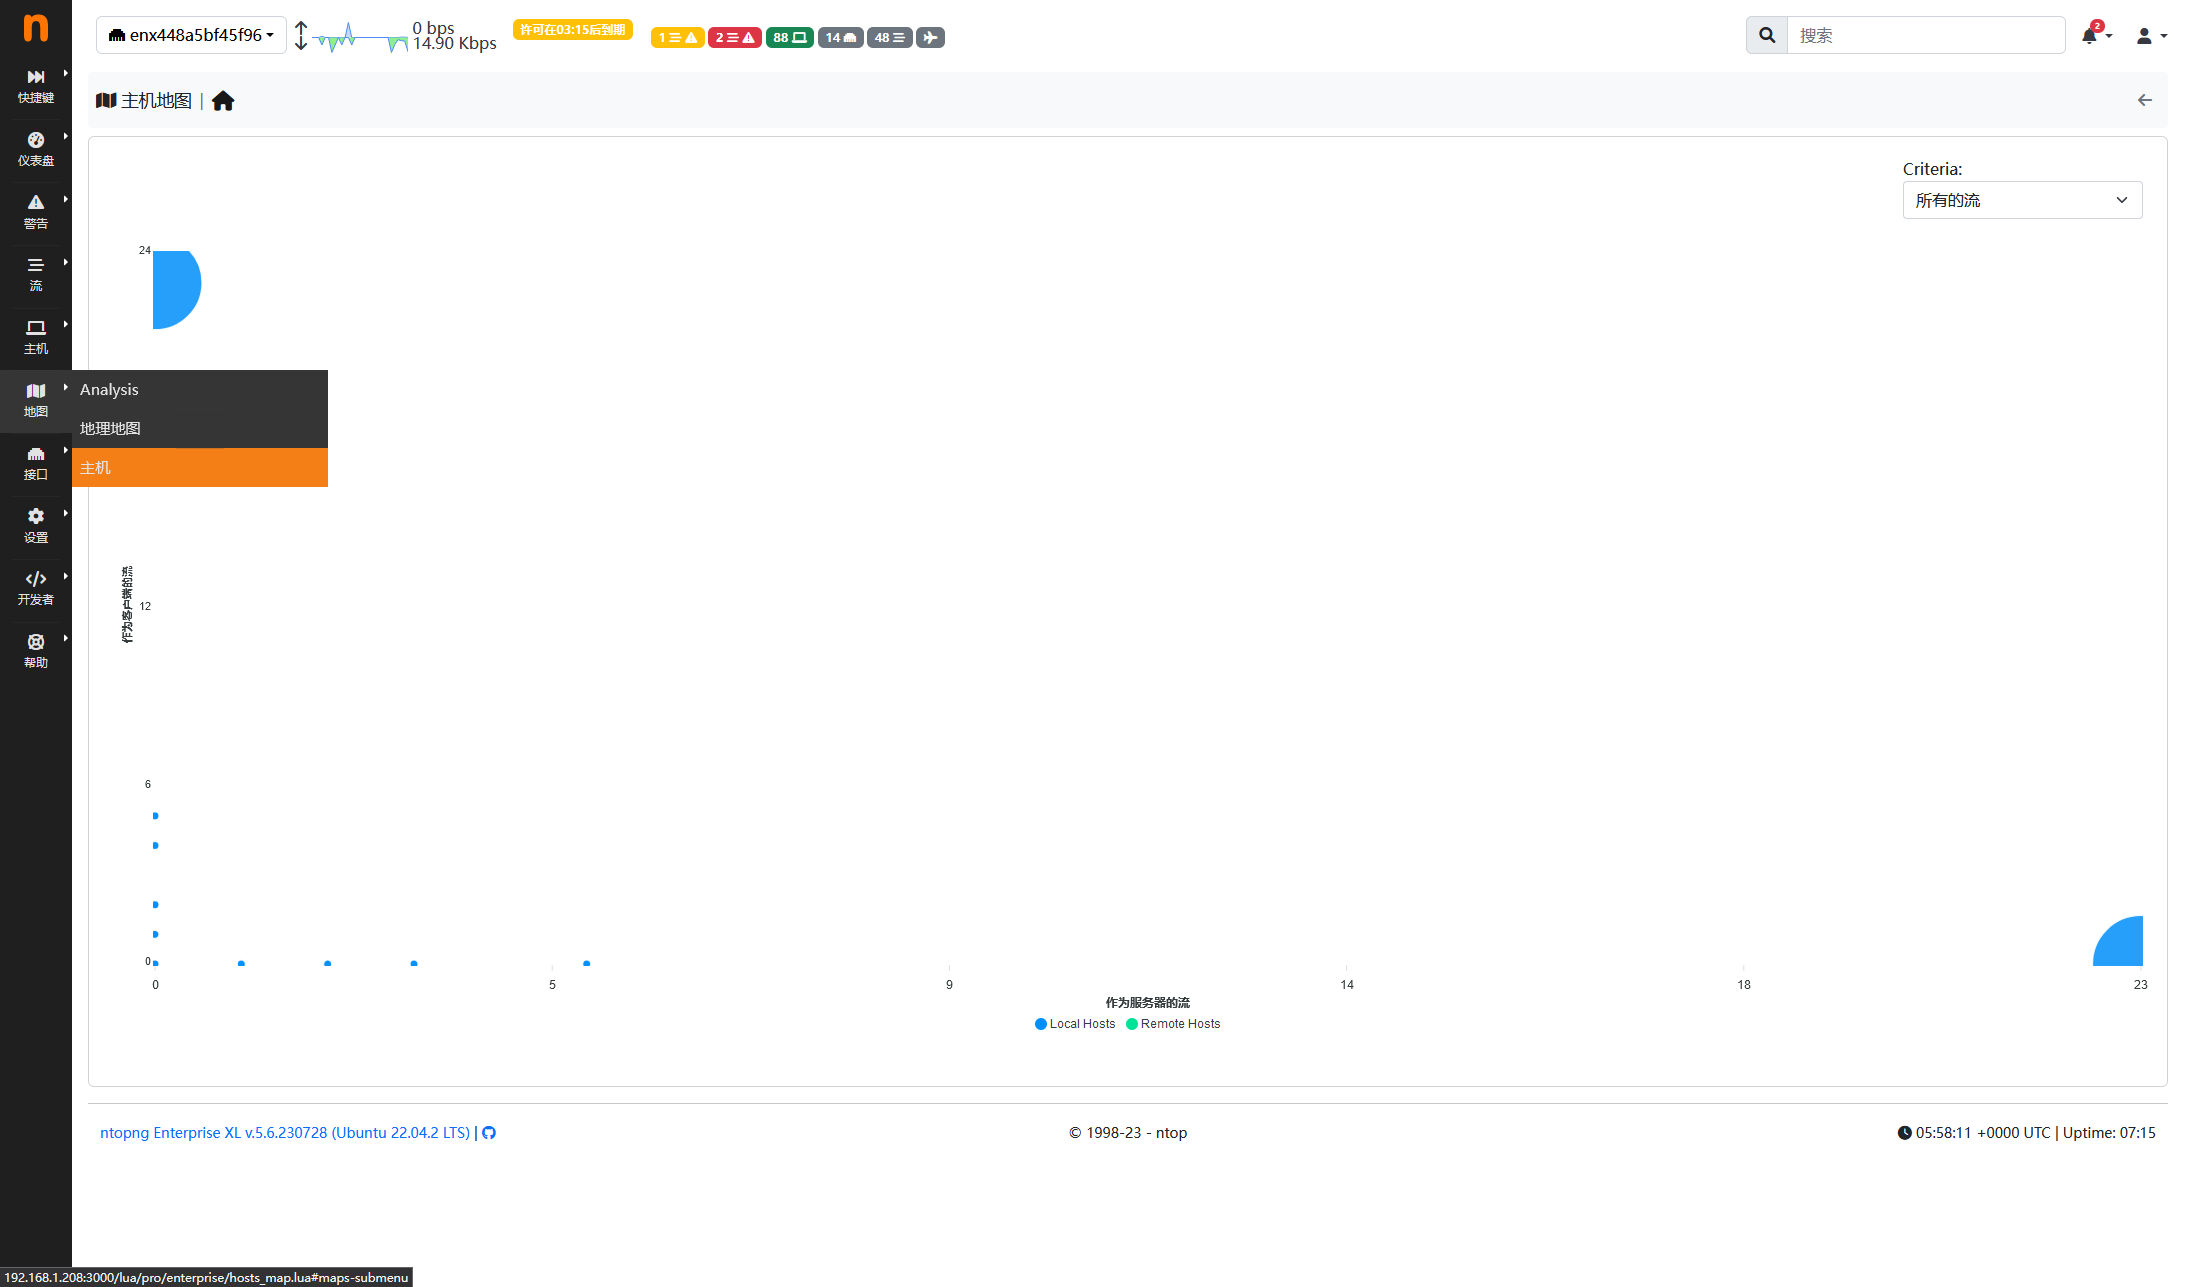 n
enx448a5bf45f96
0 bps
14.90 Kbps
许可在03:15后到期
1
2
88
14
48
搜索
2
快捷键
仪表盘
警告
流
主机
地图
接口
设置
开发者
帮助
主机地图 |
Analysis
地理地图
主机
Criteria:
所有的流
24
12
6
0
作为客户端的流
0
5
9
14
18
23
作为服务器的流
Local Hosts
Remote Hosts
ntopng Enterprise XL v.5.6.230728 (Ubuntu 22.04.2 LTS) |
© 1998-23 - ntop
05:58:11 +0000 UTC | Uptime: 07:15
192.168.1.208:3000/lua/pro/enterprise/hosts_map.lua#maps-submenu